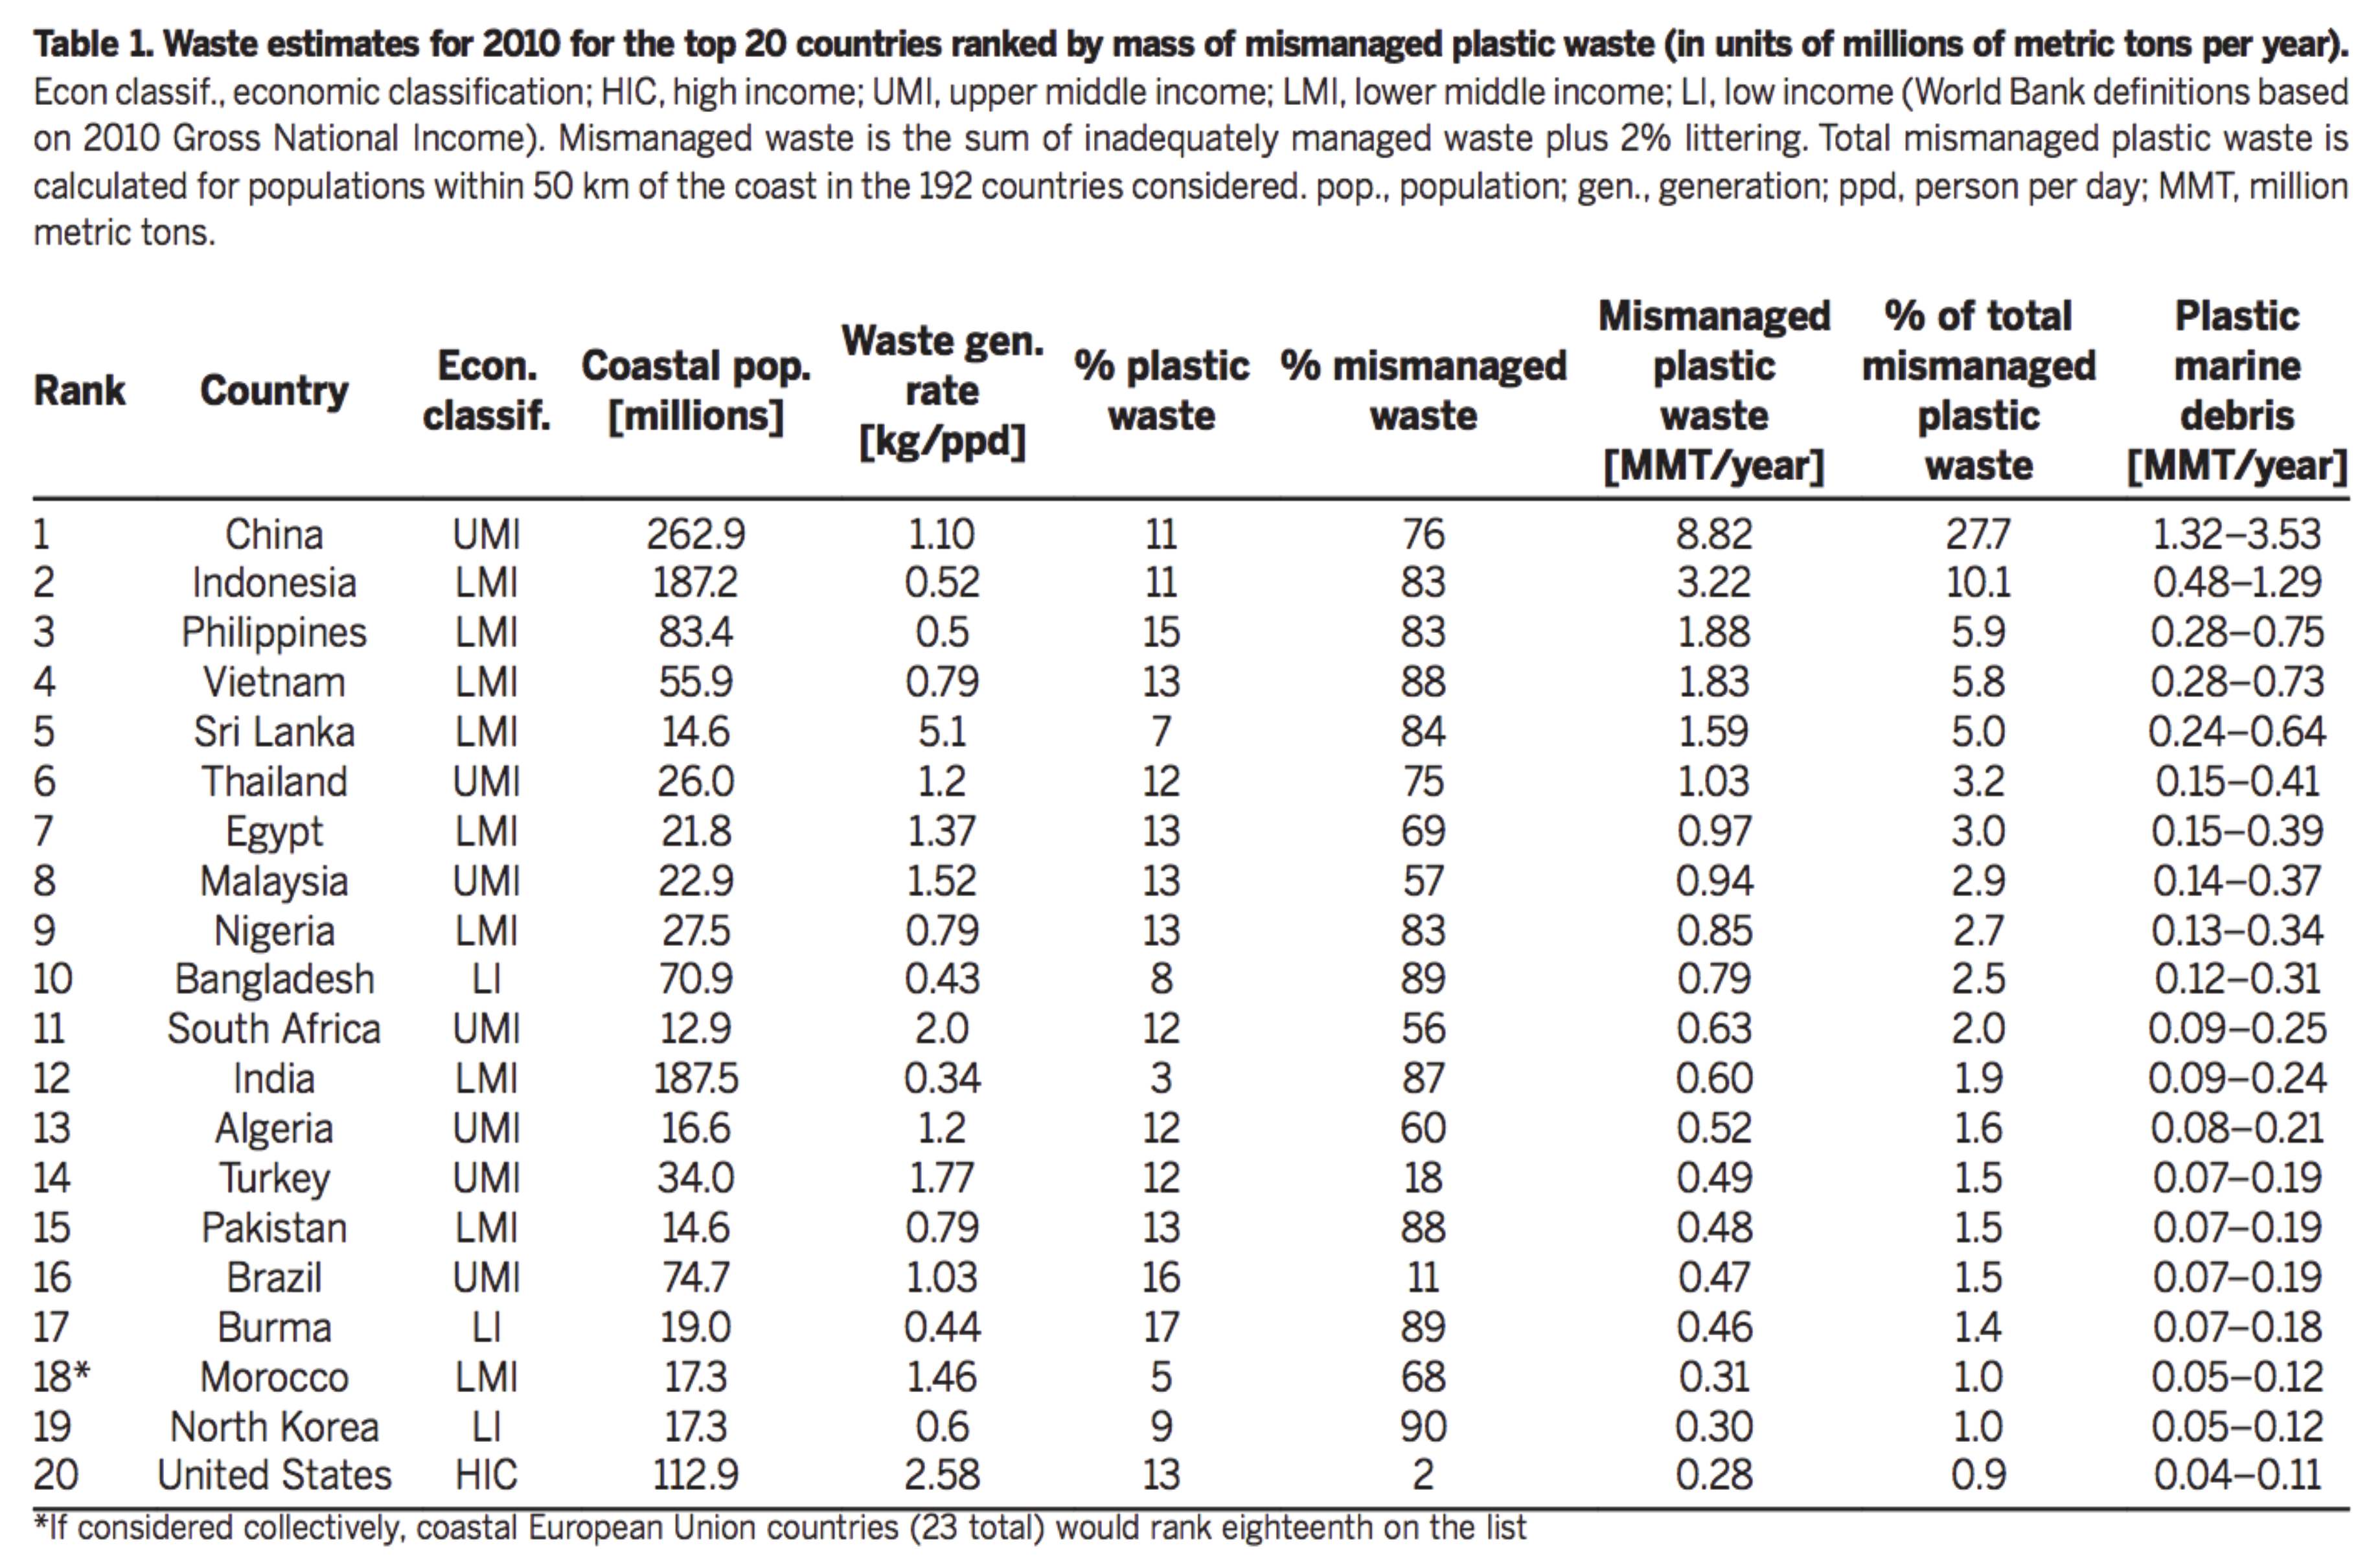 Table 1. Waste estimates for 2010 for the top 20 countries ranked by mass of mismanaged plastic waste (in units of millions of metric tons per year).
Econ classif., economic classification; HIC, high income; UMI, upper middle income; LMI, lower middle income; LI, low income (World Bank definitions based
on 2010 Gross National Income). Mismanaged waste is the sum of inadequately managed waste plus 2% littering. Total mismanaged plastic waste is
calculated for populations within 50 km of the coast in the 192 countries considered. pop., population; gen., generation; ppd, person per day; MMT, million
metric tons.
Rank Country Econ. classif. Coastal pop. [millions] Waste gen. rate [kg/ppd] % plastic waste % mismanaged waste Mismanaged plastic waste [MMT/year] % of total mismanaged plastic waste Plastic marine debris [MMT/year]
1 China UMI 262.9 1.10 11 76 8.82 27.7 1.32–3.53
2 Indonesia LMI 187.2 0.52 11 83 3.22 10.1 0.48–1.29
3 Philippines LMI 83.4 0.5 15 83 1.88 5.9 0.28–0.75
4 Vietnam LMI 55.9 0.79 13 88 1.83 5.8 0.28–0.73
5 Sri Lanka LMI 14.6 5.1 7 84 1.59 5.0 0.24–0.64
6 Thailand UMI 26.0 1.2 12 75 1.03 3.2 0.15–0.41
7 Egypt LMI 21.8 1.37 13 69 0.97 3.0 0.15–0.39
8 Malaysia UMI 22.9 1.52 13 57 0.94 2.9 0.14–0.37
9 Nigeria LMI 27.5 0.79 13 83 0.85 2.7 0.13–0.34
10 Bangladesh LI 70.9 0.43 8 89 0.79 2.5 0.12–0.31
11 South Africa UMI 12.9 2.0 12 56 0.63 2.0 0.09–0.25
12 India LMI 187.5 0.34 3 87 0.60 1.9 0.09–0.24
13 Algeria UMI 16.6 1.2 12 60 0.52 1.6 0.08–0.21
14 Turkey UMI 34.0 1.77 12 18 0.49 1.5 0.07–0.19
15 Pakistan LMI 14.6 0.79 13 88 0.48 1.5 0.07–0.19
16 Brazil UMI 74.7 1.03 16 11 0.47 1.5 0.07–0.19
17 Burma LI 19.0 0.44 17 89 0.46 1.4 0.07–0.18
18* Morocco LMI 17.3 1.46 5 68 0.31 1.0 0.05–0.12
19 North Korea LI 17.3 0.6 9 90 0.30 1.0 0.05–0.12
20 United States HIC 112.9 2.58 13 2 0.28 0.9 0.04–0.11
*If considered collectively, coastal European Union countries (23 total) would rank eighteenth on the list